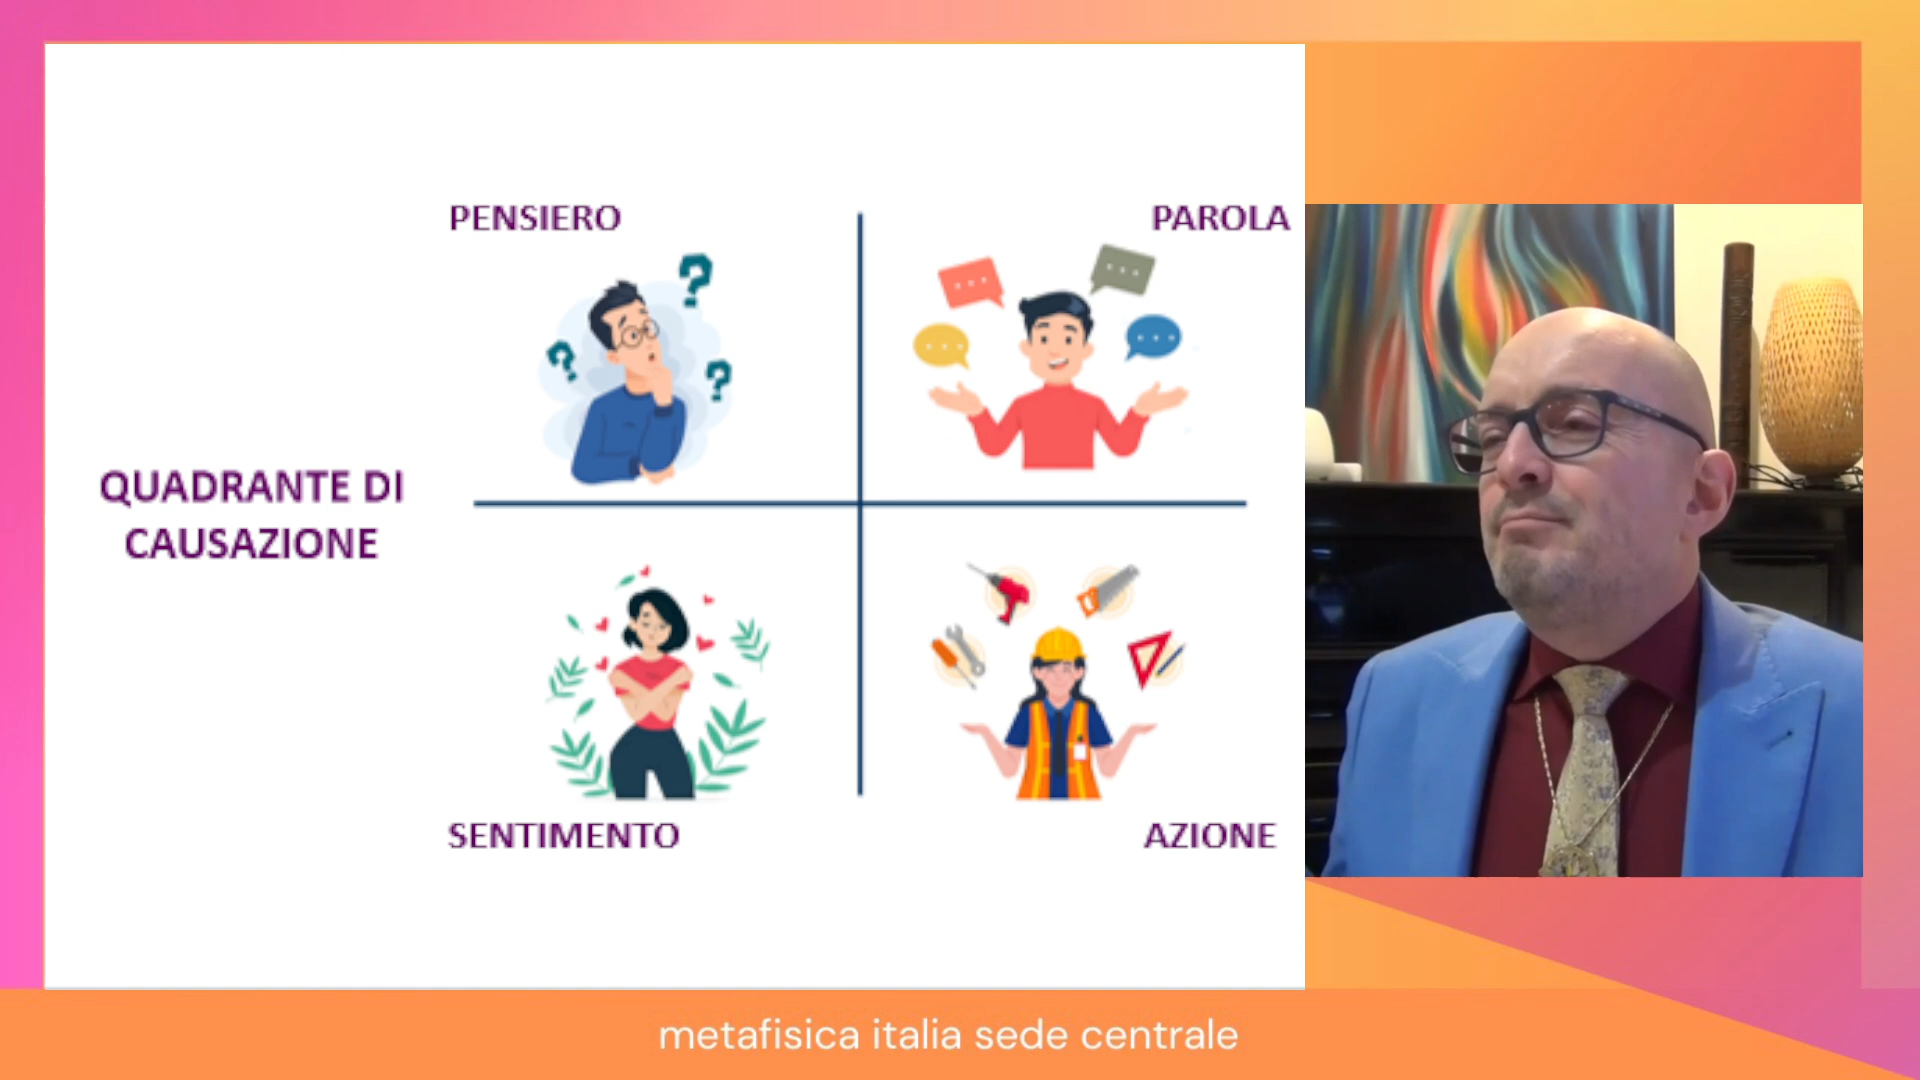 PENSIERO
PAROLA
QUADRANTE DI
CAUSAZIONE
SENTIMENTO
AZIONE
metafisica italia sede centrale